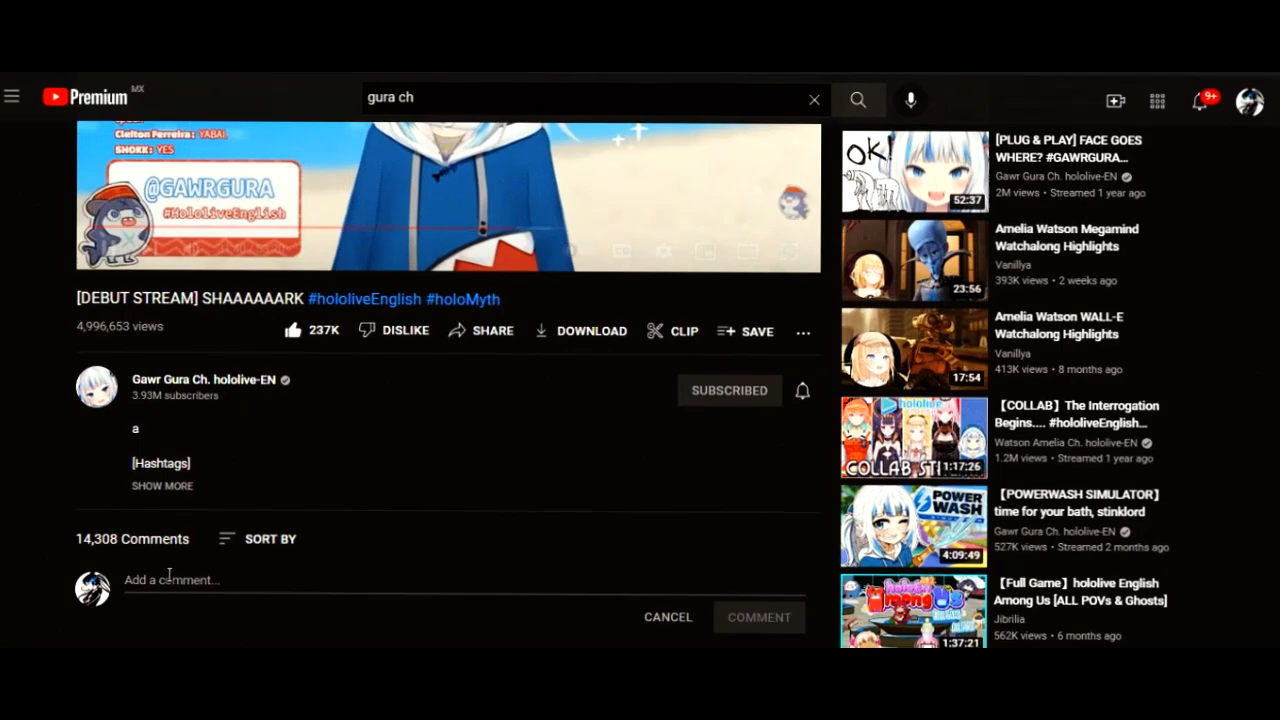 Premium MX
gura ch
9+
Cleiton Ferreira: YABAI
SHOKK: YES
@GAWRGURA
#HololiveEnglish
[DEBUT STREAM] SHAAAAAARK #hololiveEnglish #holoMyth
4,996,653 views
237K
DISLIKE
SHARE
DOWNLOAD
CLIP
SAVE
Gawr Gura Ch. hololive-EN
3.93M subscribers
SUBSCRIBED
a
[Hashtags]
SHOW MORE
14,308 Comments
SORT BY
Add a comment...
CANCEL
COMMENT
OK!
52:37
[PLUG & PLAY] FACE GOES
WHERE? #GAWRGURA...
Gawr Gura Ch. hololive-EN
2M views • Streamed 1 year ago
23:56
Amelia Watson Megamind
Watchalong Highlights
Vanillya
393K views • 2 weeks ago
17:54
Amelia Watson WALL-E
Watchalong Highlights
Vanillya
413K views • 8 months ago
hololive
COLLAB ST
1:17:26
【COLLAB】The Interrogation
Begins.... #hololiveEnglish...
Watson Amelia Ch. hololive-EN
1.2M views • Streamed 1 year ago
POWER
WASH
4:09:49
【POWERWASH SIMULATOR】
time for your bath, stinklord
Gawr Gura Ch. hololive-EN
527K views • Streamed 2 months ago
Among Us
1:37:21
【Full Game】hololive English
Among Us [ALL POVs & Ghosts]
Jibrilia
562K views • 6 months ago